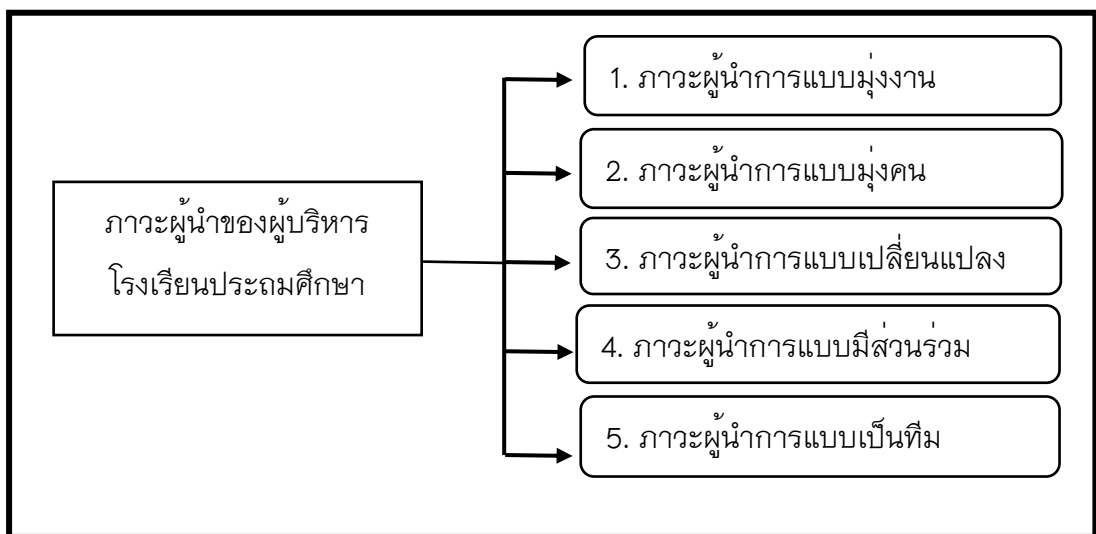 ภาวะผู้นำของผู้บริหาร
โรงเรียนประถมศึกษา
1. ภาวะผู้นำการแบบมุ่งงาน
2. ภาวะผู้นำการแบบมุ่งคน
3. ภาวะผู้นำการแบบเปลี่ยนแปลง
4. ภาวะผู้นำการแบบมีส่วนร่วม
5. ภาวะผู้นำการแบบเป็นทีม